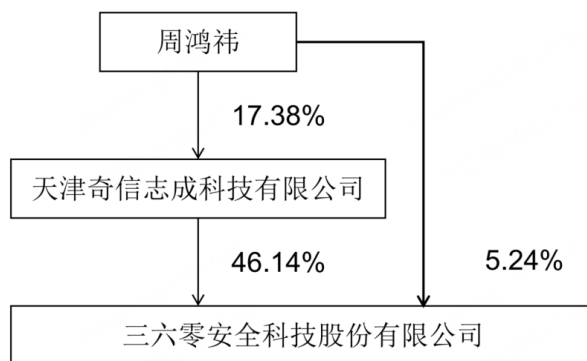 周鸿祎
17.38%
天津奇信志成科技有限公司
46.14%
5.24%
三六零安全科技股份有限公司